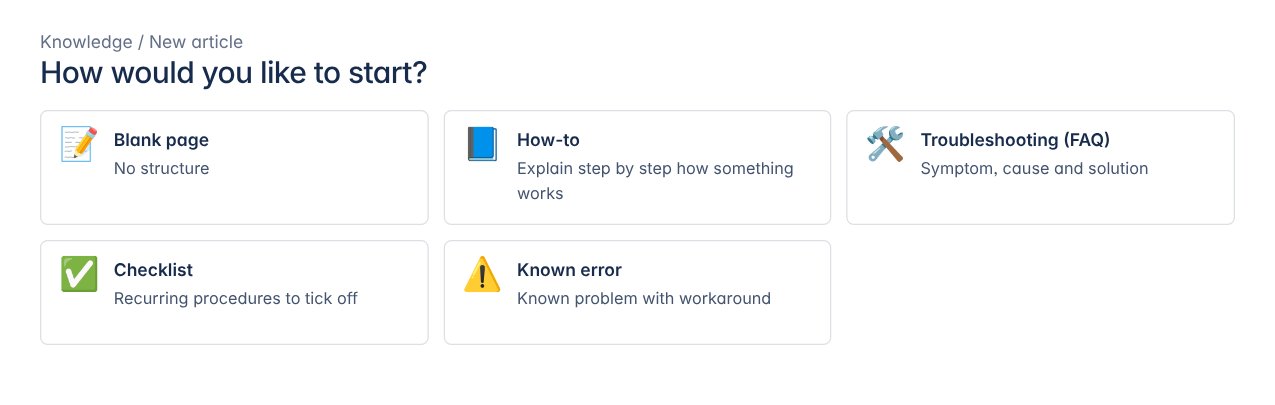 Knowledge / New article
How would you like to start?
Blank page
No structure
How-to
Explain step by step how something
works
Troubleshooting (FAQ)
Symptom, cause and solution
Checklist
Recurring procedures to tick off
Known error
Known problem with workaround